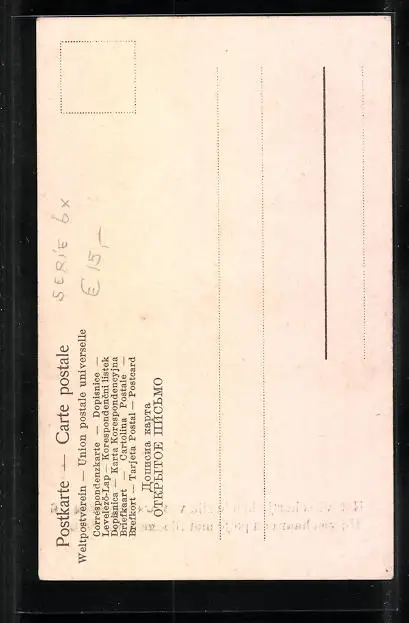 Postkarte — Carte postale
Weltpostverein — Union postale universelle
Correspondenzkarte — Dopisnice —
Levelező-Lap — Korespondenční listek
Dopisnica — Karta Korespondencyjna
Briefkaart — Cartolina Postale —
Brefkort — Tarjeta Postal — Postcard
Дописна карта
ОТКРЫТОЕ ПИСЬМО
SERIE 6x
€ 15,-